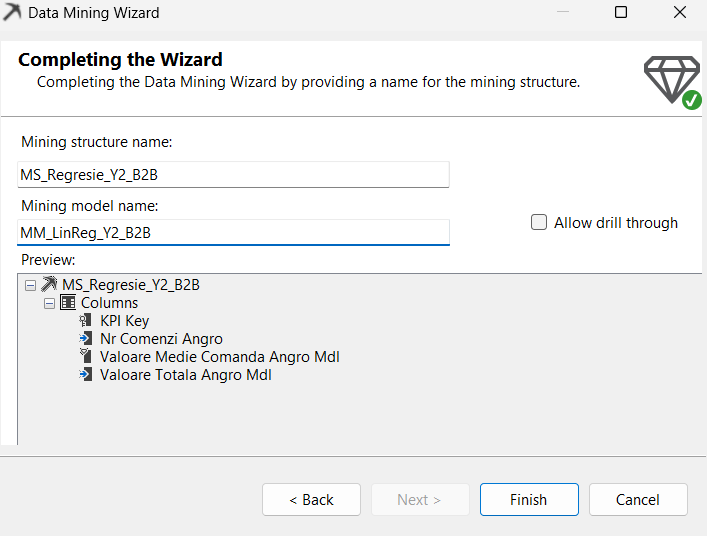 Data Mining Wizard
Completing the Wizard
Completing the Data Mining Wizard by providing a name for the mining structure.
Mining structure name:
MS_Regresie_Y2_B2B
Mining model name:
MM_LinReg_Y2_B2B
Allow drill through
Preview:
MS_Regresie_Y2_B2B
Columns
KPI Key
Nr Comenzi Angro
Valoare Medie Comanda Angro Mdl
Valoare Totala Angro Mdl
< Back
Next >
Finish
Cancel